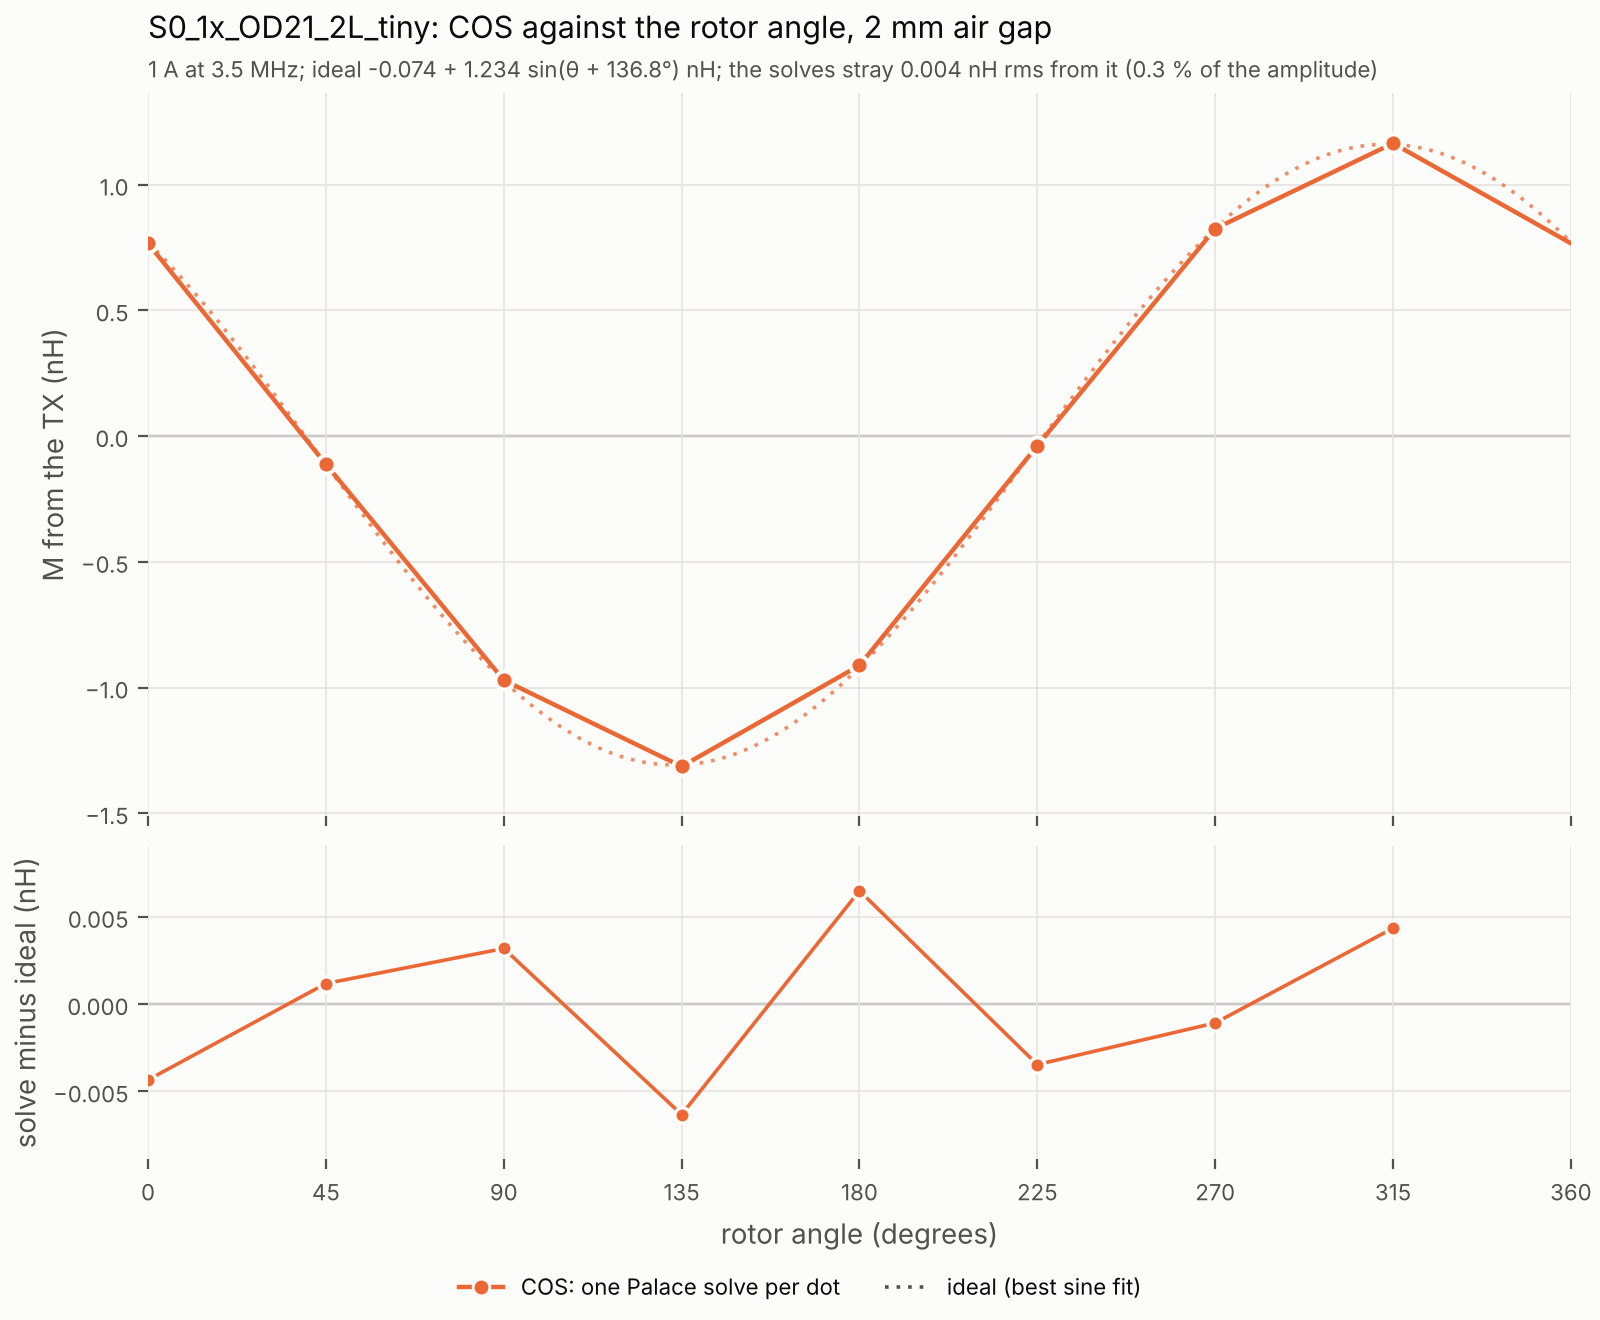 S0_1x_OD21_2L_tiny: COS against the rotor angle, 2 mm air gap
1 A at 3.5 MHz; ideal -0.074 + 1.234 sin(θ + 136.8°) nH; the solves stray 0.004 nH rms from it (0.3 % of the amplitude)
M from the TX (nH)
1.0
0.5
0.0
−0.5
−1.0
−1.5
solve minus ideal (nH)
0.005
0.000
−0.005
0 45 90 135 180 225 270 315 360
rotor angle (degrees)
COS: one Palace solve per dot
ideal (best sine fit)